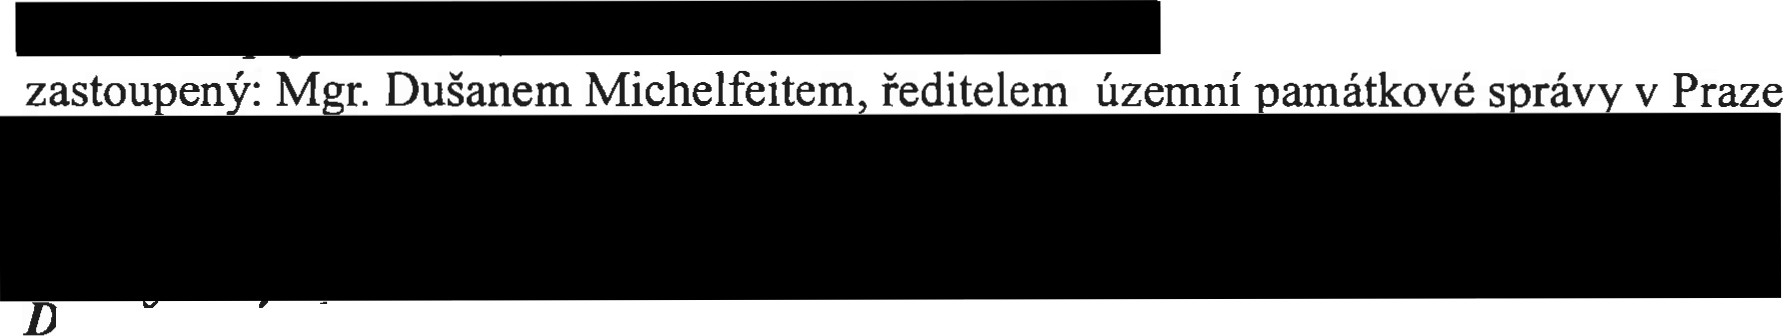 zastoupený: Mgr. Dušanem Michelfeitem, ředitelem územní památkové správy v Praze
D